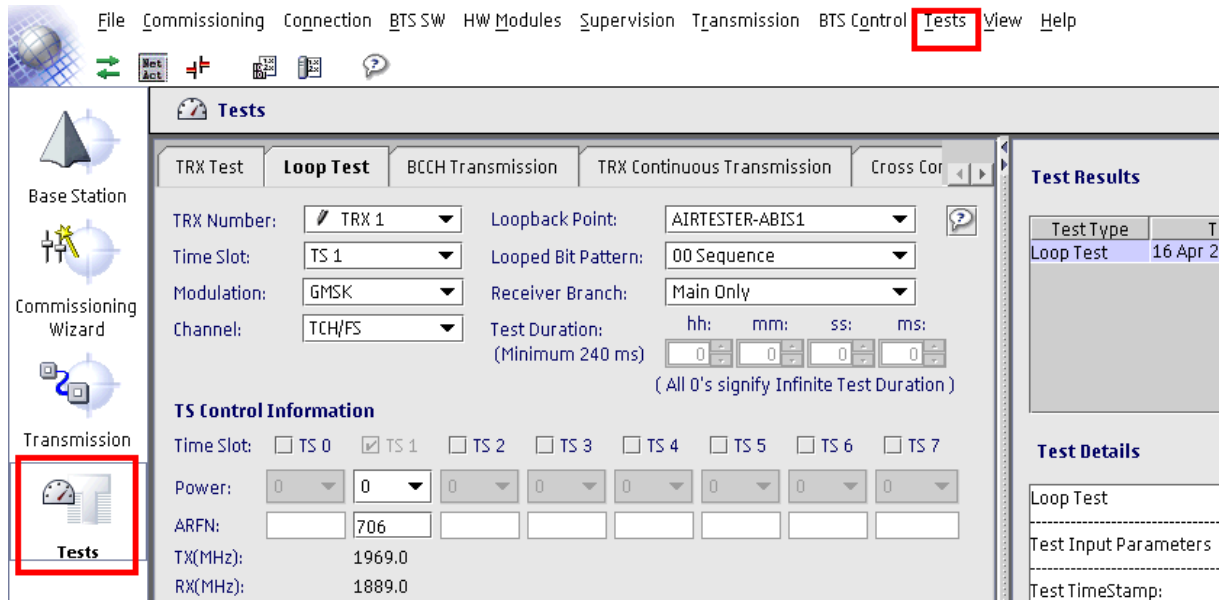 File Commissioning Connection BTS SW HW Modules Supervision Transmission BTS Control Tests View Help
Net Act
Tests
Base Station
Commissioning Wizard
Transmission
Tests
TRX Test Loop Test BCCH Transmission TRX Continuous Transmission Cross Cor
TRX Number: TRX 1 Loopback Point: AIRTESTER-ABIS1
Time Slot: TS 1 Looped Bit Pattern: 00 Sequence
Modulation: GMSK Receiver Branch: Main Only
Channel: TCH/FS Test Duration: hh: mm: ss: ms:
(Minimum 240 ms) 0 0 0 0
( All 0's signify Infinite Test Duration )
TS Control Information
Time Slot: TS 0 TS 1 TS 2 TS 3 TS 4 TS 5 TS 6 TS 7
Power: 0 0 0 0 0 0 0 0
ARFN: 706
TX(MHz): 1969.0
RX(MHz): 1889.0
Test Results
Test Type T
Loop Test 16 Apr 2
Test Details
Loop Test
Test Input Parameters
Test TimeStamp: